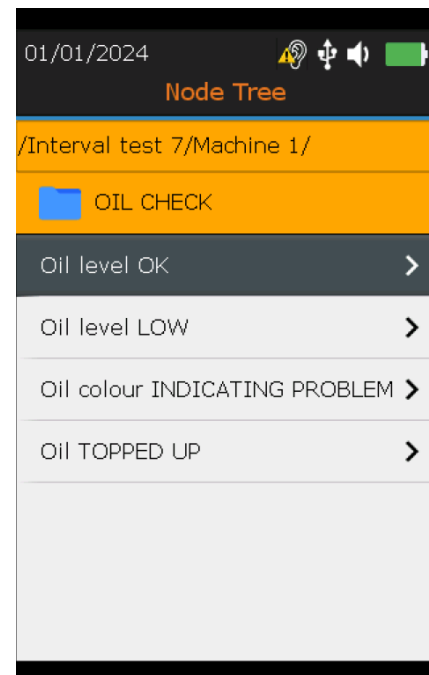 01/01/2024
Node Tree
/Interval test 7/Machine 1/
OIL CHECK
Oil level OK
Oil level LOW
Oil colour INDICATING PROBLEM
Oil TOPPED UP